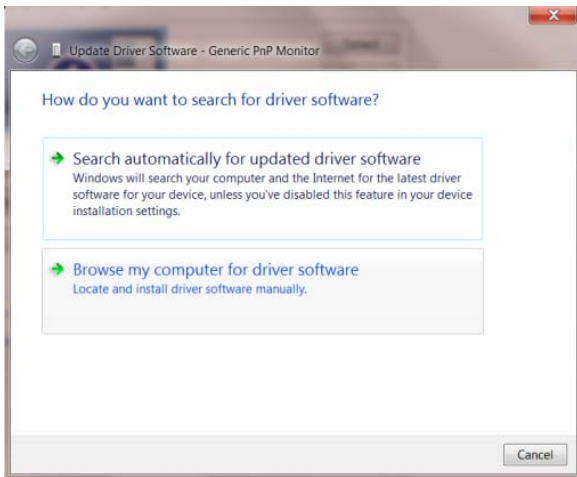 Update Driver Software - Generic PnP Monitor
How do you want to search for driver software?
Search automatically for updated driver software
Windows will search your computer and the Internet for the latest driver
software for your device, unless you've disabled this feature in your device
installation settings.
Browse my computer for driver software
Locate and install driver software manually.
Cancel